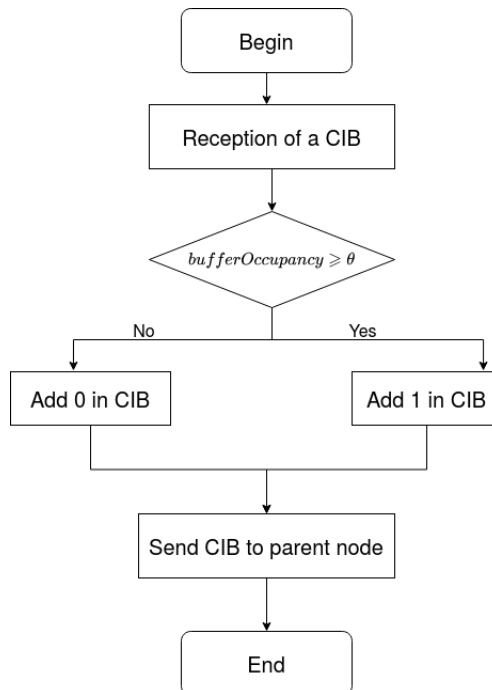 Begin
Reception of a CIB
bufferOccupancy ⩾ θ
No
Yes
Add 0 in CIB
Add 1 in CIB
Send CIB to parent node
End